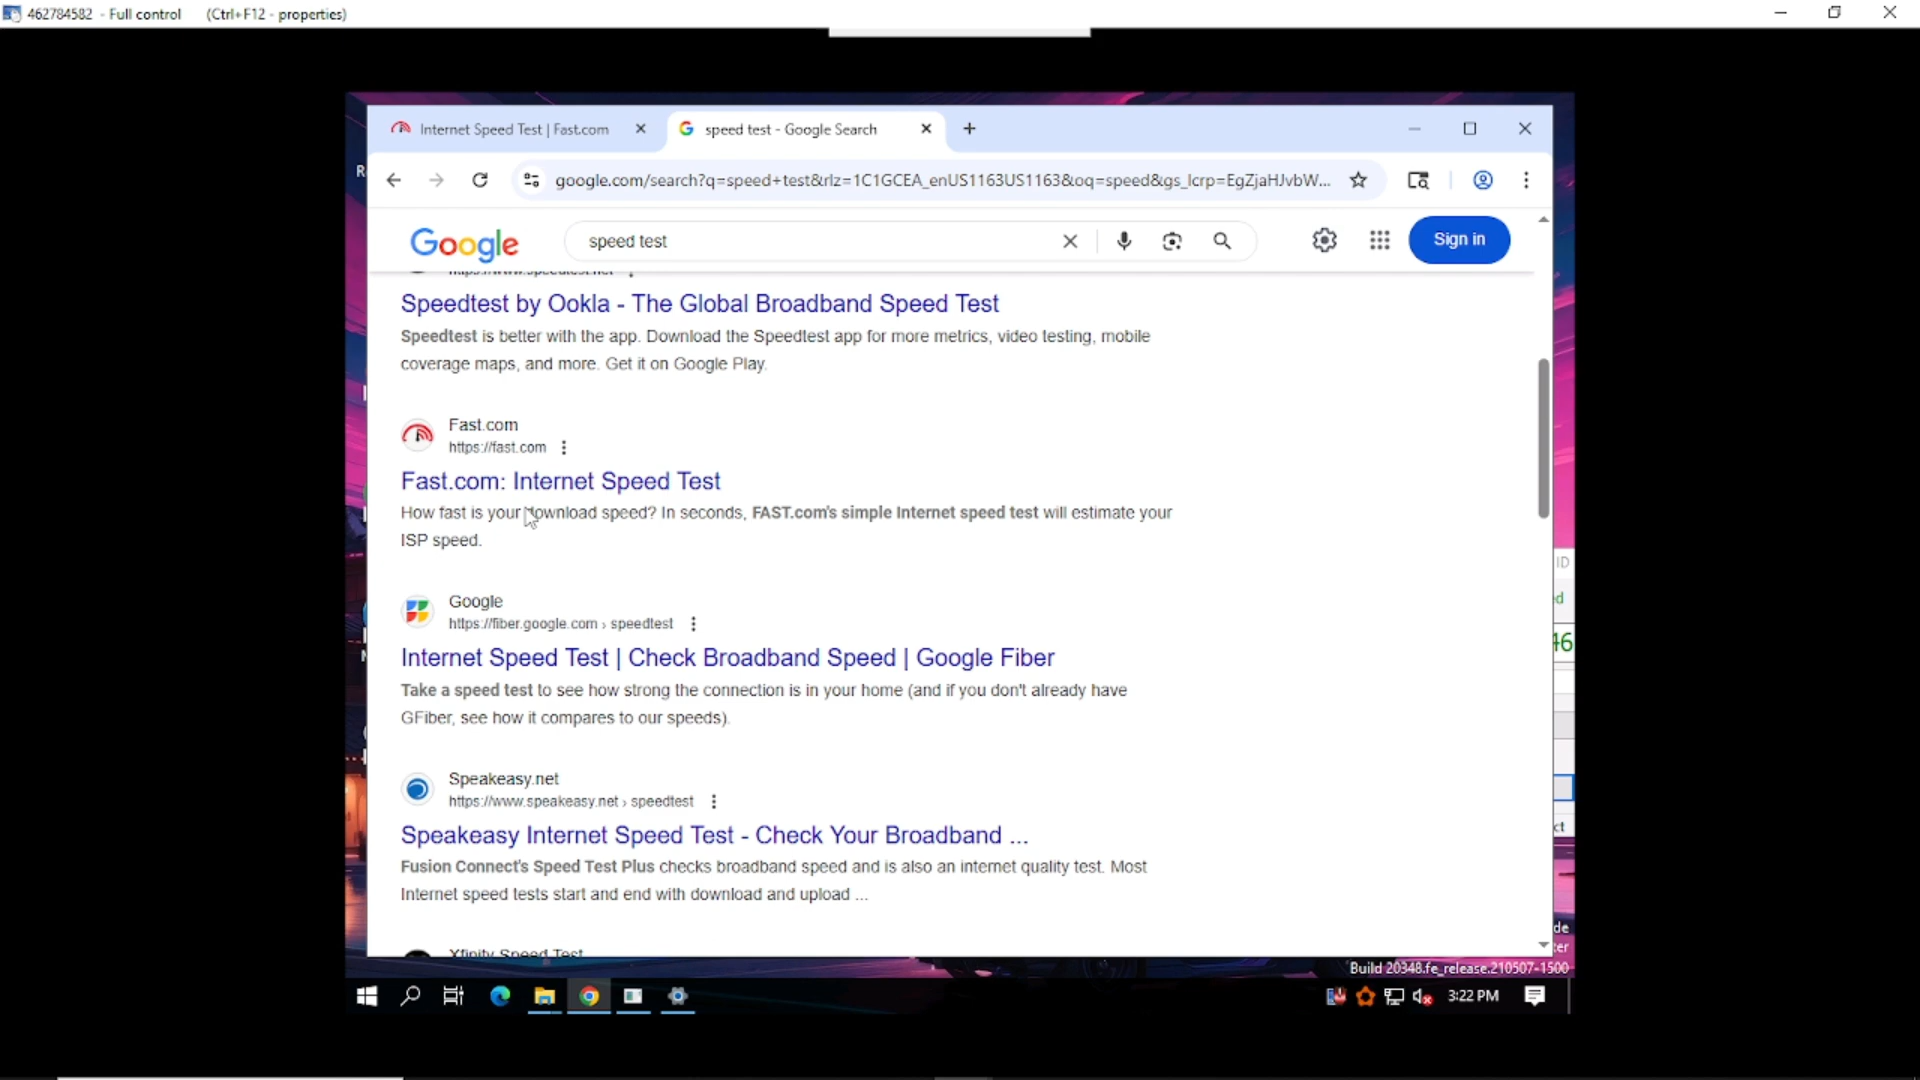 462784582 - Full control (Ctrl+F12 - properties)
Internet Speed Test | Fast.com
speed test - Google Search
google.com/search?q=speed+test&rlz=1C1GCEA_enUS1163US1163&oq=speed&gs_lcrp=EgZjaHJvbW...
Google
speed test
Sign in
https://www.speedtest.net
Speedtest by Ookla - The Global Broadband Speed Test
Speedtest is better with the app. Download the Speedtest app for more metrics, video testing, mobile
coverage maps, and more. Get it on Google Play.
Fast.com
https://fast.com
Fast.com: Internet Speed Test
How fast is your download speed? In seconds, FAST.com's simple Internet speed test will estimate your
ISP speed.
ID
46
Google
https://fiber.google.com › speedtest
Internet Speed Test | Check Broadband Speed | Google Fiber
Take a speed test to see how strong the connection is in your home (and if you don't already have
GFiber, see how it compares to our speeds).
Speakeasy.net
https://www.speakeasy.net › speedtest
Speakeasy Internet Speed Test - Check Your Broadband ...
Fusion Connect's Speed Test Plus checks broadband speed and is also an internet quality test. Most
Internet speed tests start and end with download and upload ...
Xfinity Speed Test
Build 20348.fe_release.210507-1500
3:22 PM